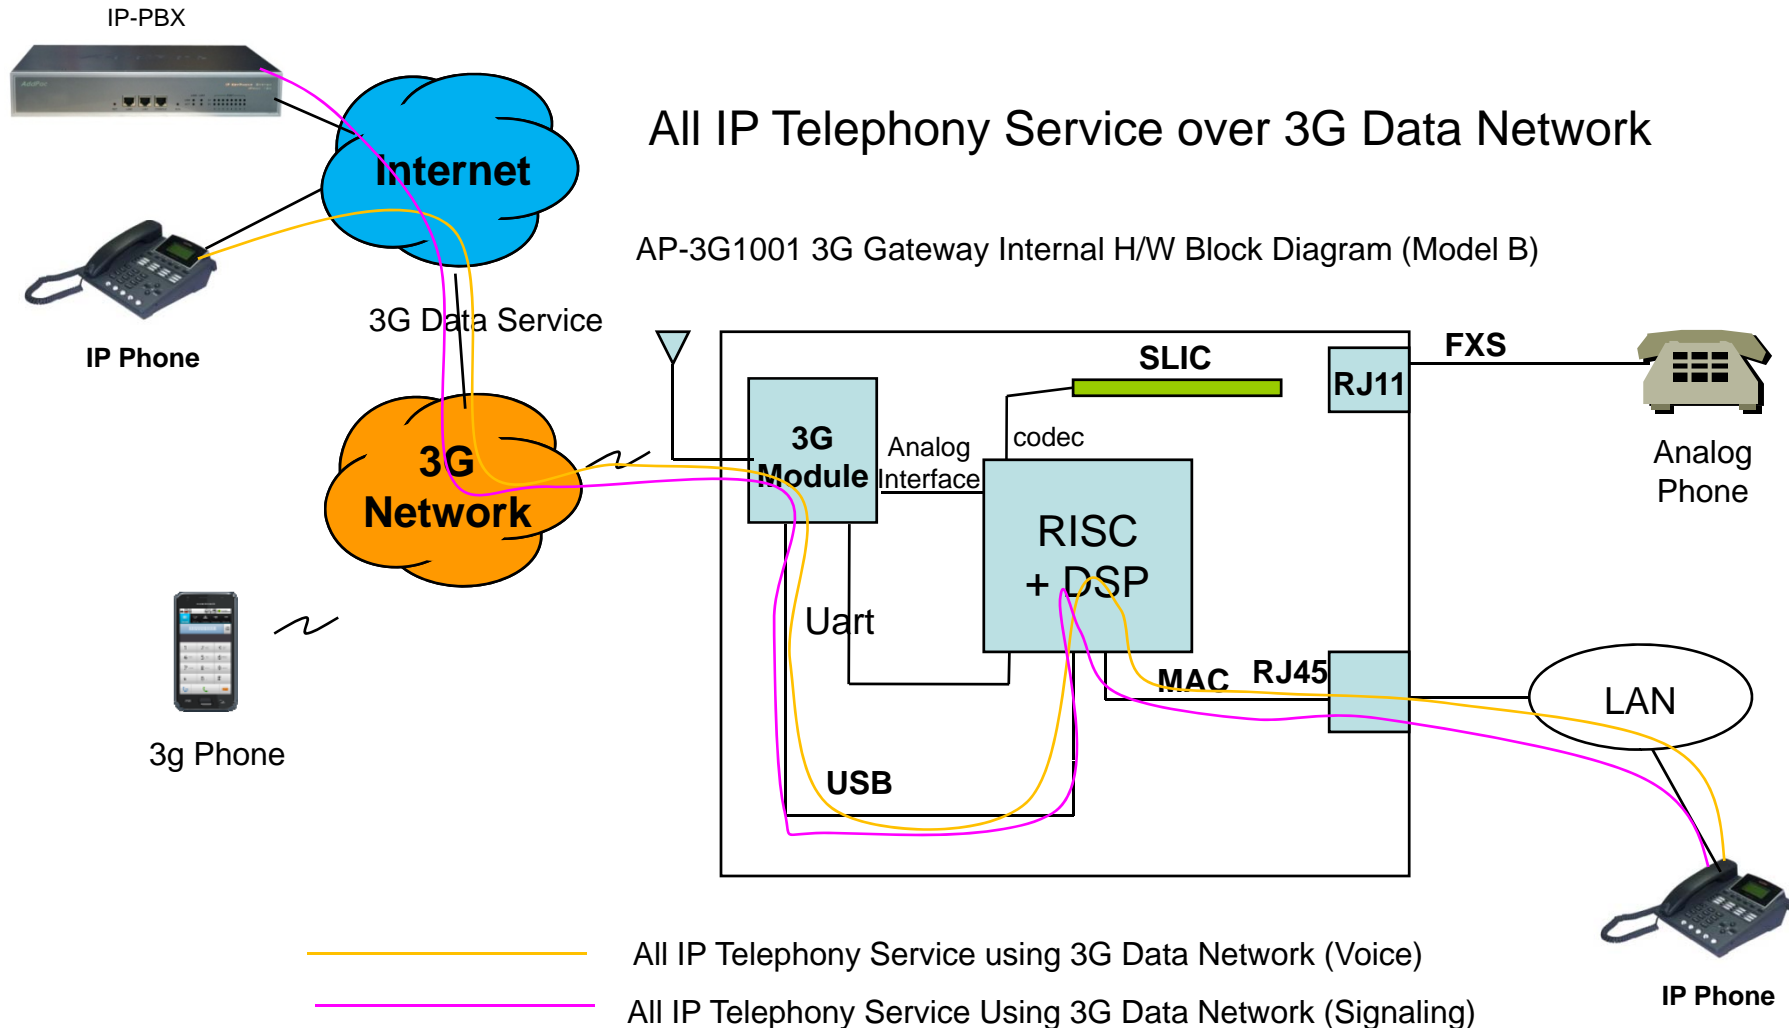 IP-PBX
All IP Telephony Service over 3G Data Network
Internet
AP-3G1001 3G Gateway Internal H/W Block Diagram (Model B)
3G Data Service
IP Phone
SLIC
FXS
RJ11
3G
Module
Analog
Interface
codec
Analog
Phone
3G
Network
RISC
+ DSP
Uart
MAC
RJ45
LAN
3g Phone
USB
All IP Telephony Service using 3G Data Network (Voice)
IP Phone
All IP Telephony Service Using 3G Data Network (Signaling)